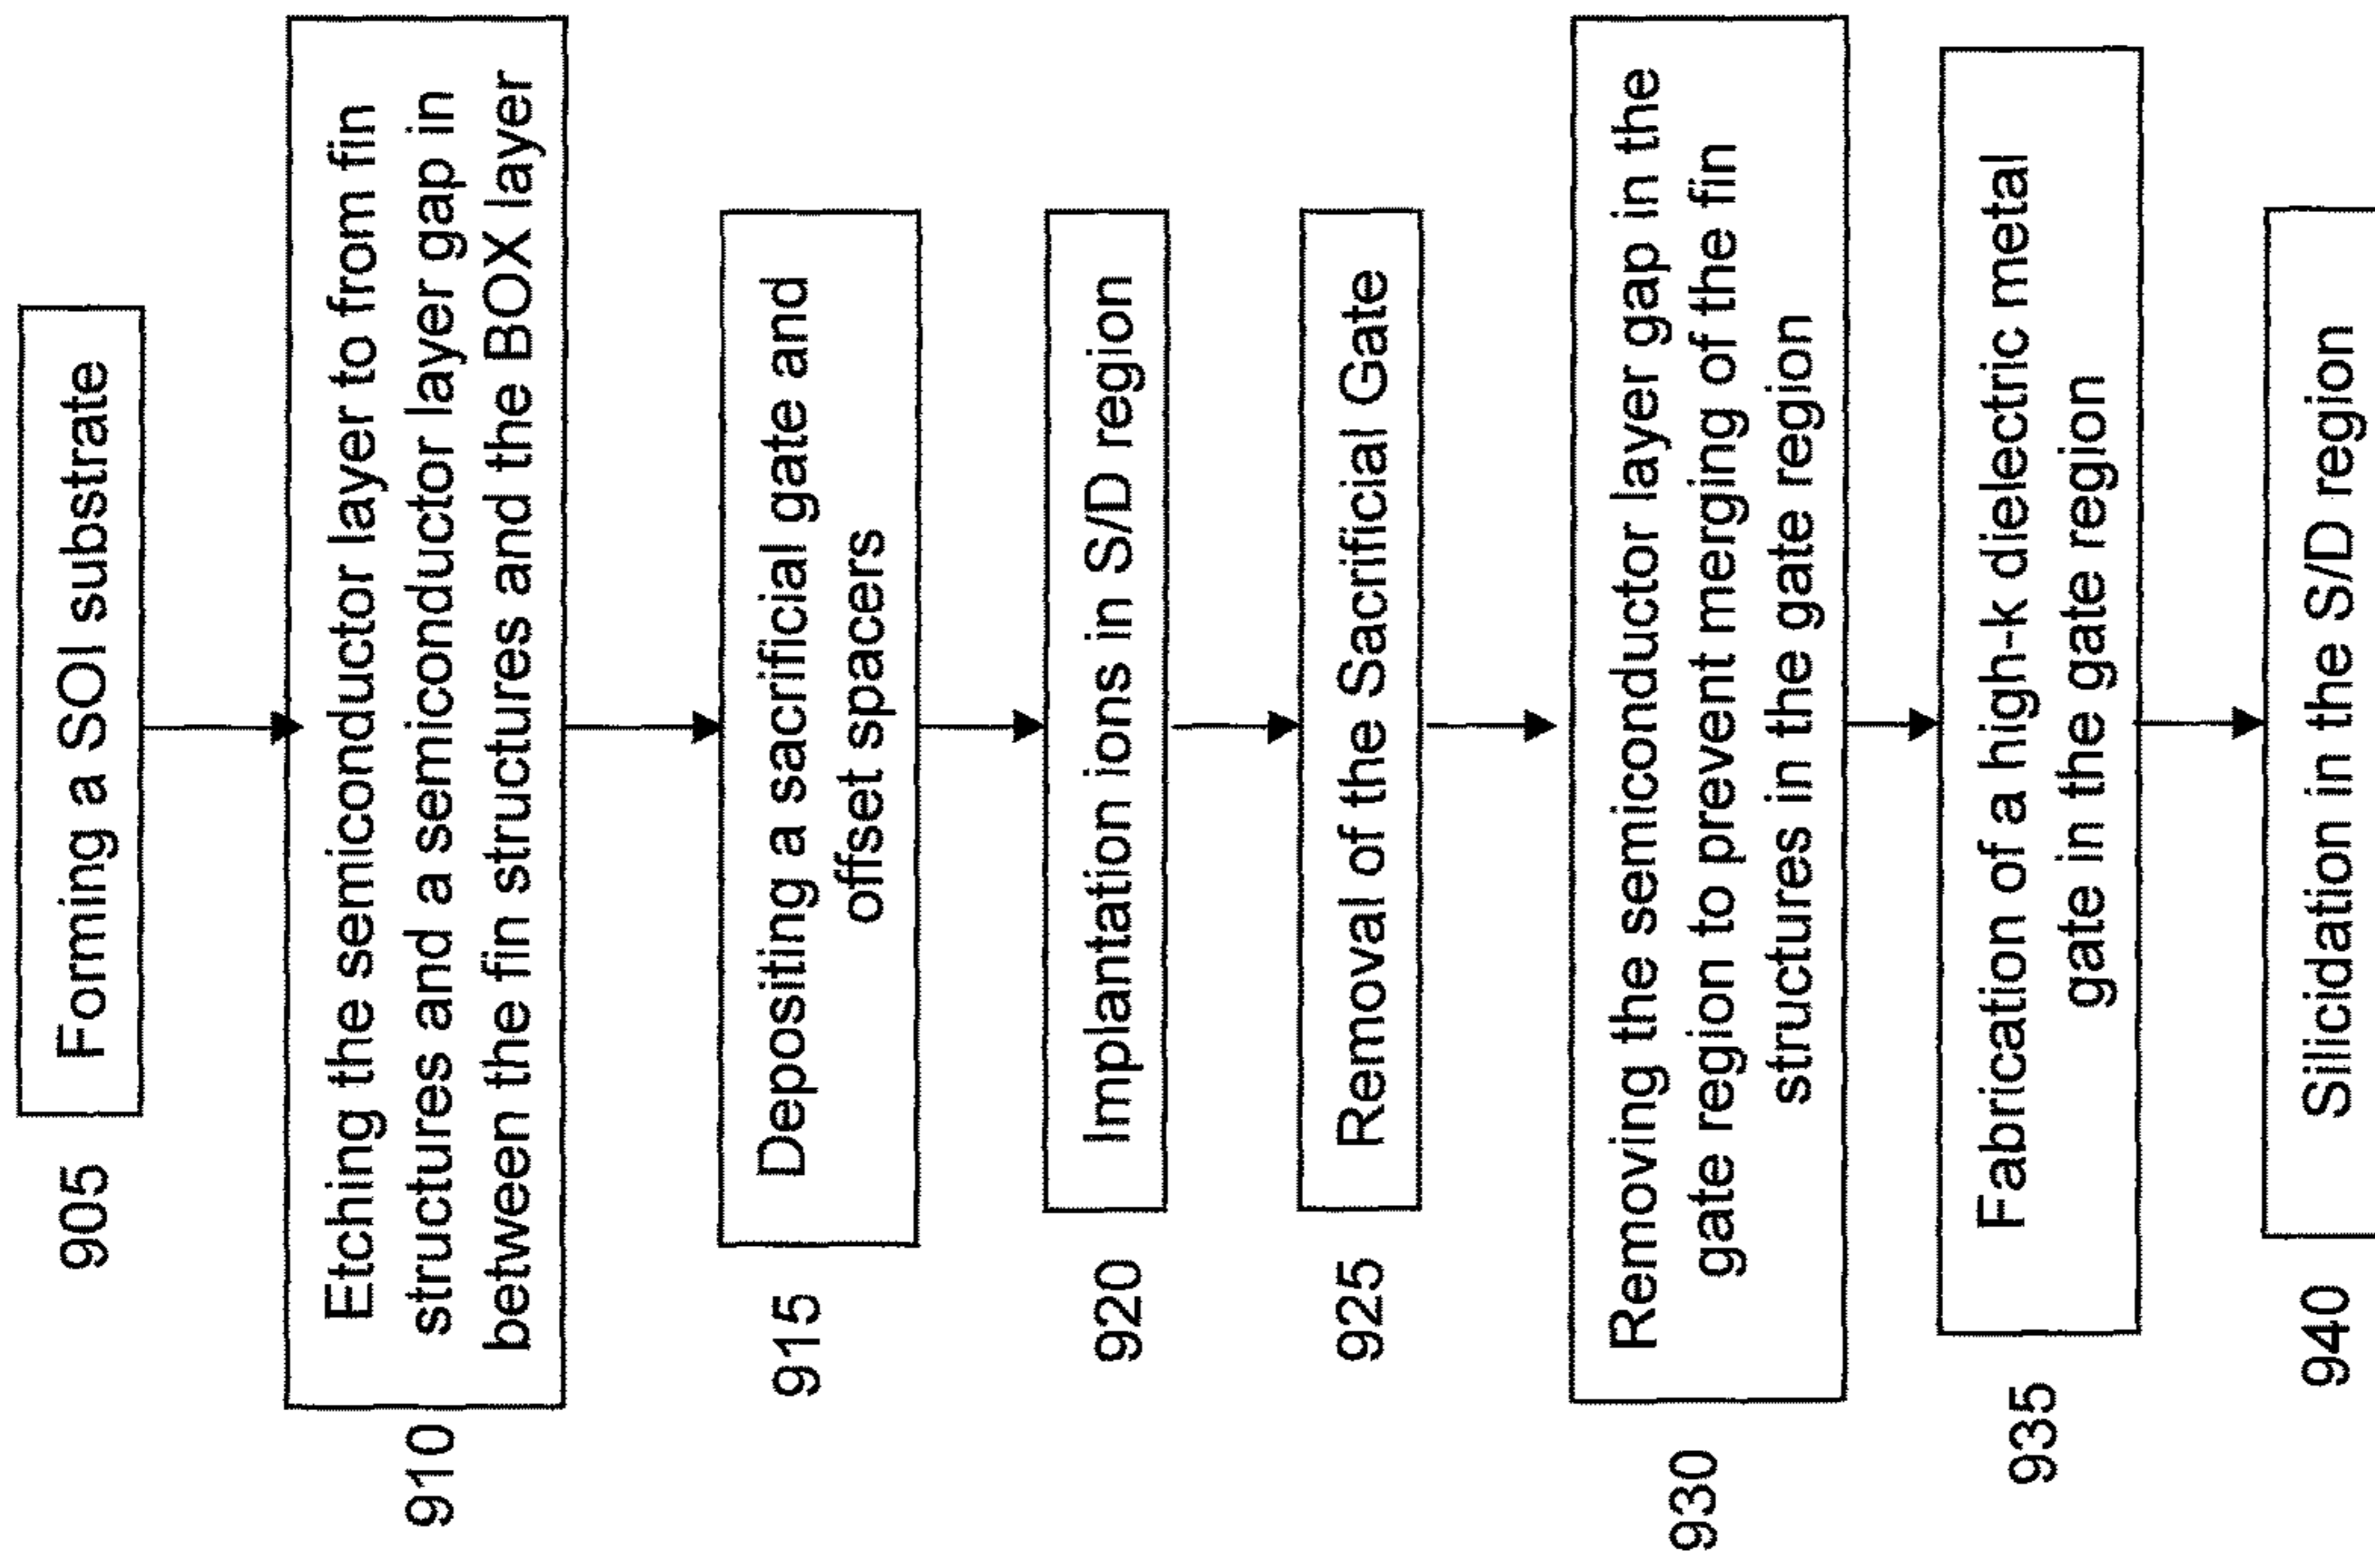 905
Forming a SOI substrate
910
Etching the semiconductor layer to from fin
structures and a semiconductor layer gap in
between the fin structures and the BOX layer
915
Depositing a sacrificial gate and
offset spacers
920
Implantation ions in S/D region
925
Removal of the Sacrificial Gate
930
Removing the semiconductor layer gap in the
gate region to prevent merging of the fin
structures in the gate region
935
Fabrication of a high-k dielectric metal
gate in the gate region
940
Silicidation in the S/D region